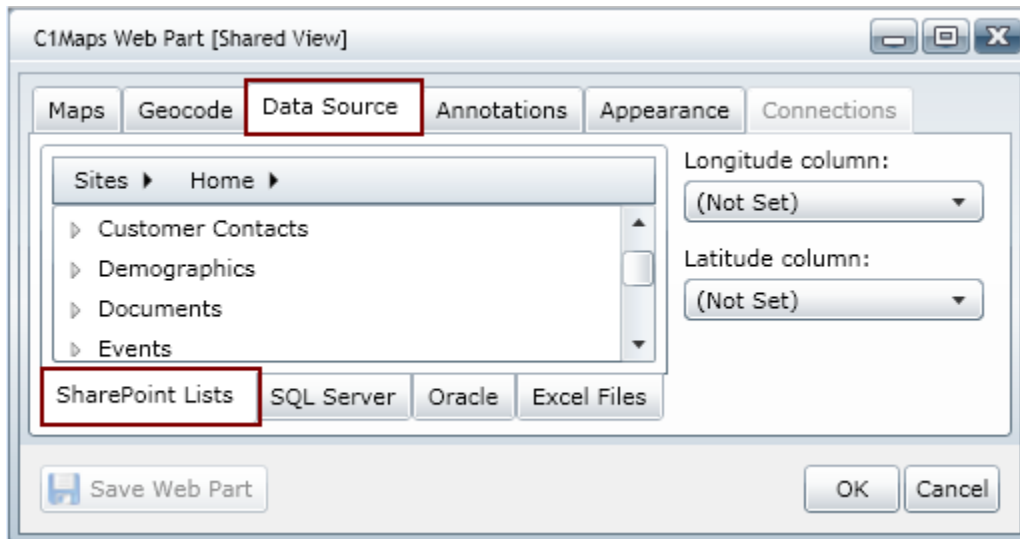 C1Maps Web Part [Shared View]
Maps Geocode Data Source Annotations Appearance Connections
Sites Home
Customer Contacts
Demographics
Documents
Events
Longitude column:
(Not Set)
Latitude column:
(Not Set)
SharePoint Lists SQL Server Oracle Excel Files
Save Web Part OK Cancel